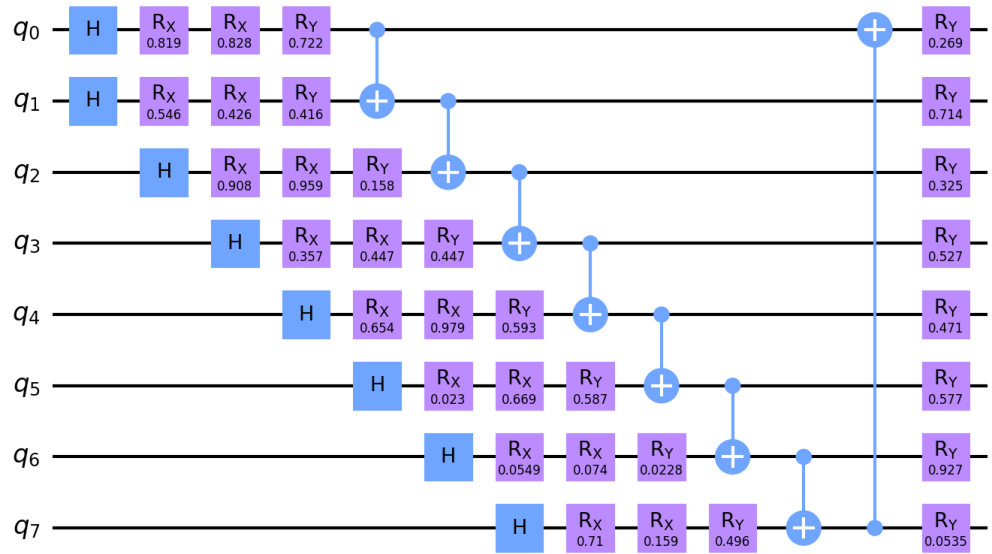 q0 H RX 0.819 RX 0.828 RY 0.722 RY 0.269
q1 H RX 0.546 RX 0.426 RY 0.416 RY 0.714
q2 H RX 0.908 RX 0.959 RY 0.158 RY 0.325
q3 H RX 0.357 RX 0.447 RY 0.447 RY 0.527
q4 H RX 0.654 RX 0.979 RY 0.593 RY 0.471
q5 H RX 0.023 RX 0.669 RY 0.587 RY 0.577
q6 H RX 0.0549 RX 0.074 RY 0.0228 RY 0.927
q7 H RX 0.71 RX 0.159 RY 0.496 RY 0.0535